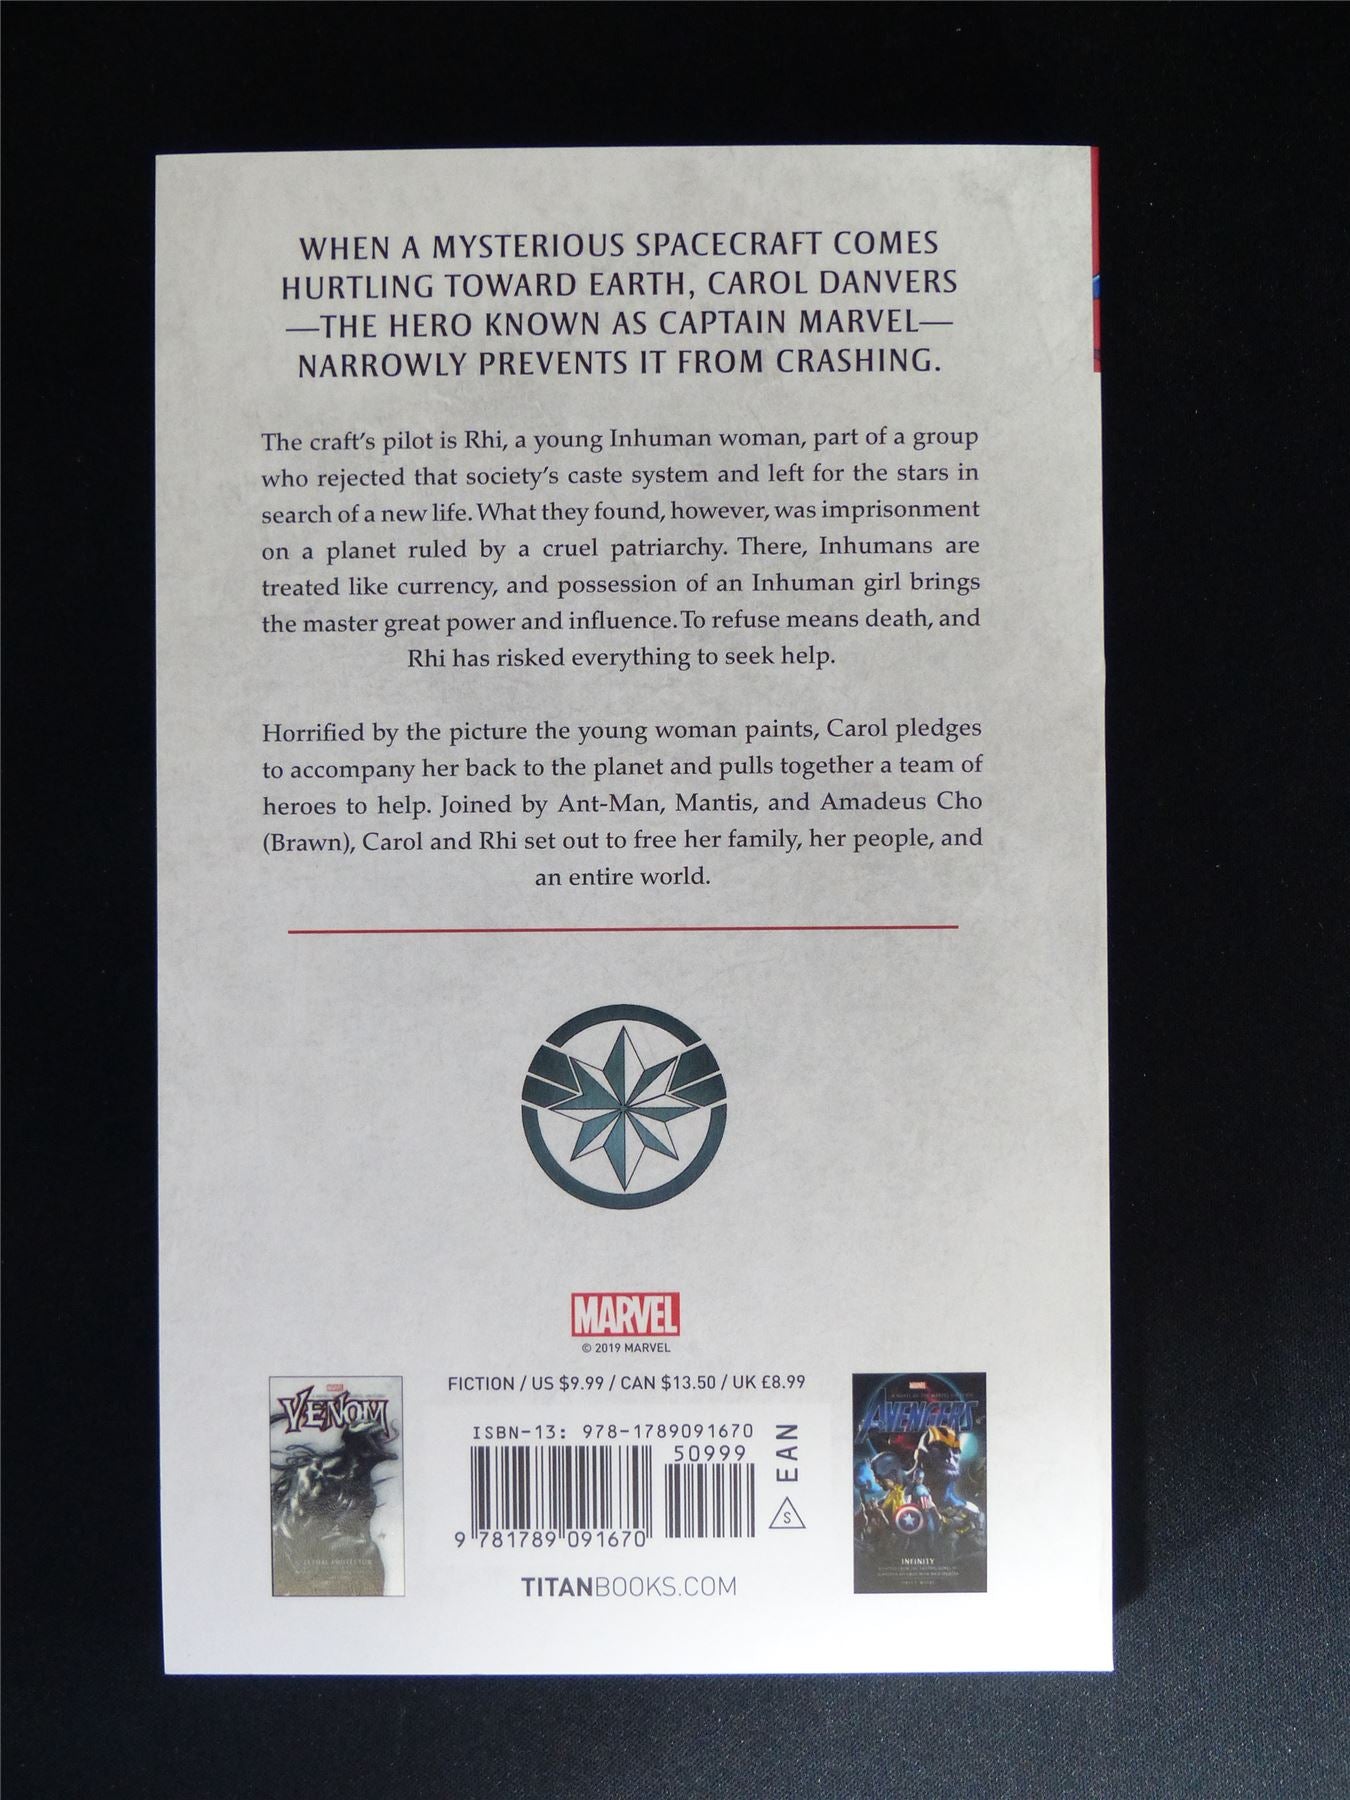 WHEN A MYSTERIOUS SPACECRAFT COMES
HURTLING TOWARD EARTH, CAROL DANVERS
—THE HERO KNOWN AS CAPTAIN MARVEL—
NARROWLY PREVENTS IT FROM CRASHING.
The craft's pilot is Rhi, a young Inhuman woman, part of a group
who rejected that society's caste system and left for the stars in
search of a new life. What they found, however, was imprisonment
on a planet ruled by a cruel patriarchy. There, Inhumans are
treated like currency, and possession of an Inhuman girl brings
the master great power and influence. To refuse means death, and
Rhi has risked everything to seek help.
Horrified by the picture the young woman paints, Carol pledges
to accompany her back to the planet and pulls together a team of
heroes to help. Joined by Ant-Man, Mantis, and Amadeus Cho
(Brawn), Carol and Rhi set out to free her family, her people, and
an entire world.
MARVEL
© 2019 MARVEL
FICTION / US $9.99 / CAN $13.50 / UK £8.99
ISBN-13: 978-1789091670
50999
EAN
S
9 781789 091670
TITANBOOKS.COM
MARVEL
VENOM
LETHAL PROTECTOR
MARVEL
AVENGERS
INFINITY